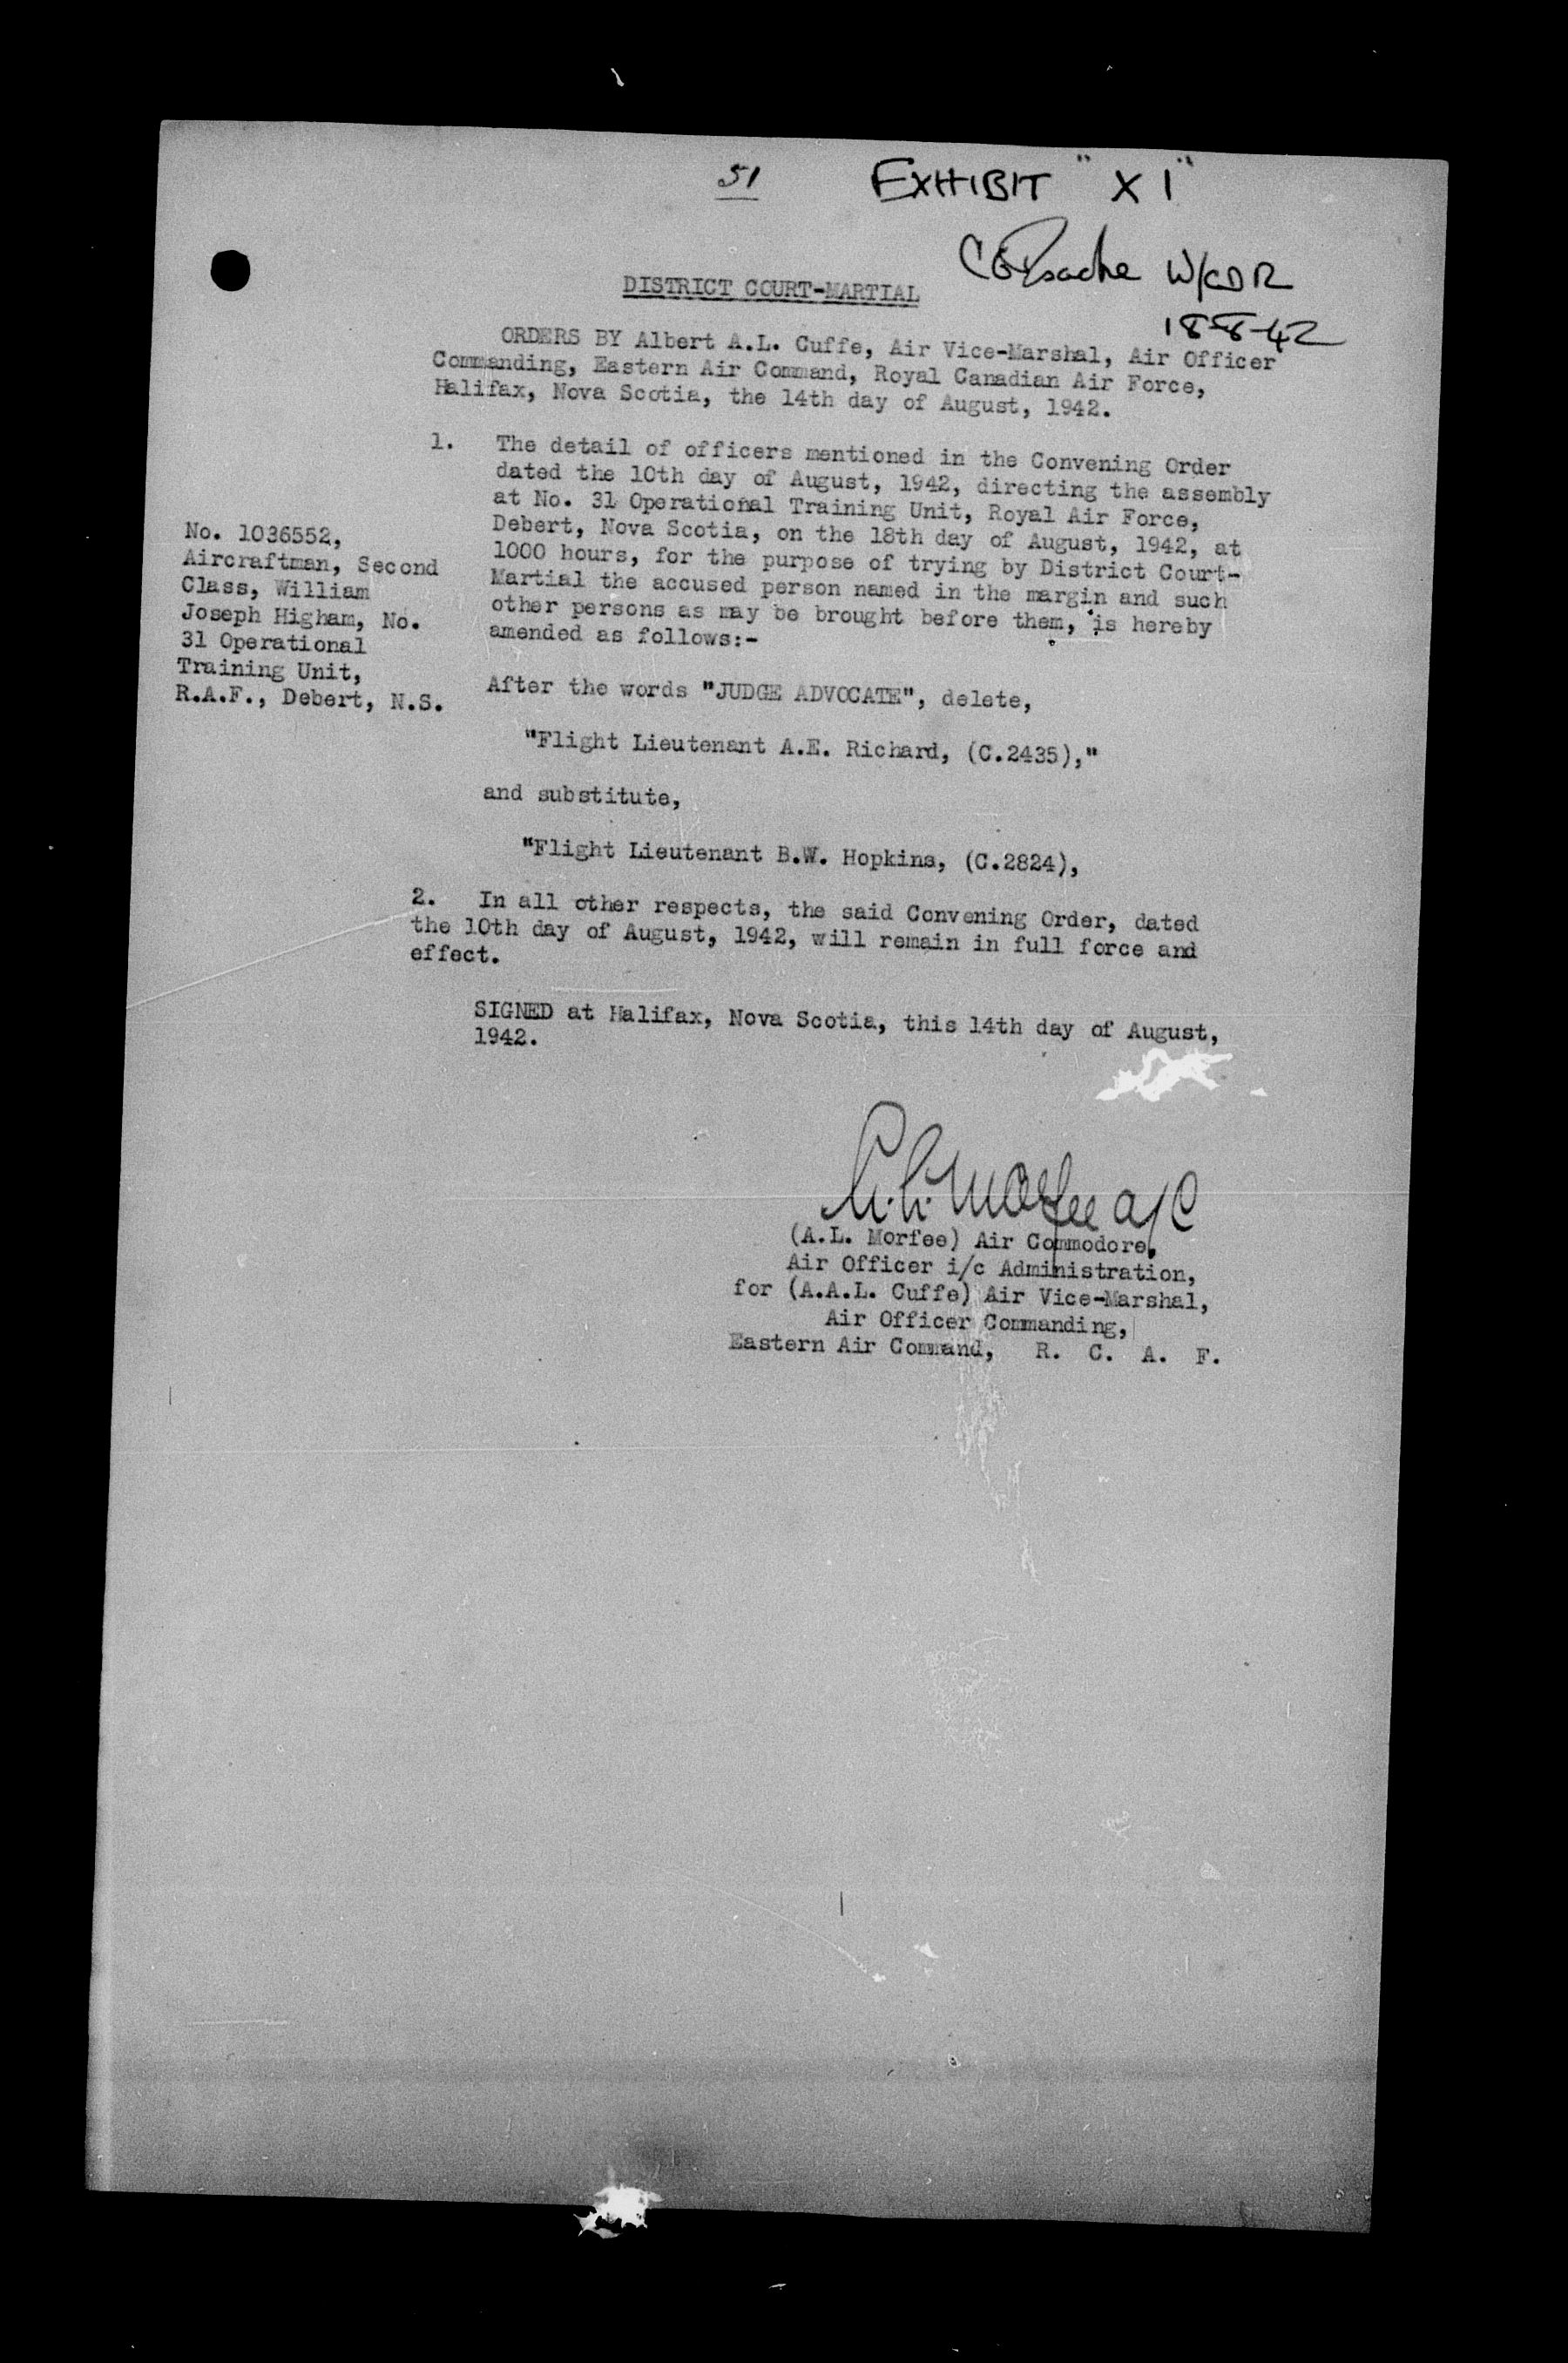 51
EXHIBIT "X 1"
W/CDR
18-8-42
DISTRICT COURT-MARTIAL
ORDERS BY Albert A.L. Cuffe, Air Vice-Marshal, Air Officer
Commanding, Eastern Air Command, Royal Canadian Air Force,
Halifax, Nova Scotia, the 14th day of August, 1942.
No. 1036552,
Aircraftman, Second
Class, William
Joseph Higham, No.
31 Operational
Training Unit,
R.A.F., Debert, N.S.
1. The detail of officers mentioned in the Convening Order
dated the 10th day of August, 1942, directing the assembly
at No. 31 Operational Training Unit, Royal Air Force,
Debert, Nova Scotia, on the 18th day of August, 1942, at
1000 hours, for the purpose of trying by District Court-
Martial the accused person named in the margin and such
other persons as may be brought before them, is hereby
amended as follows:-
After the words "JUDGE ADVOCATE", delete,
"Flight Lieutenant A.E. Richard, (C.2435),"
and substitute,
"Flight Lieutenant B.W. Hopkins, (C.2824),
2. In all other respects, the said Convening Order, dated
the 10th day of August, 1942, will remain in full force and
effect.
SIGNED at Halifax, Nova Scotia, this 14th day of August,
1942.
A.L. Morfee A/C
(A.L. Morfee) Air Commodore,
Air Officer i/c Administration,
for (A.A.L. Cuffe) Air Vice-Marshal,
Air Officer Commanding,
Eastern Air Command, R. C. A. F.